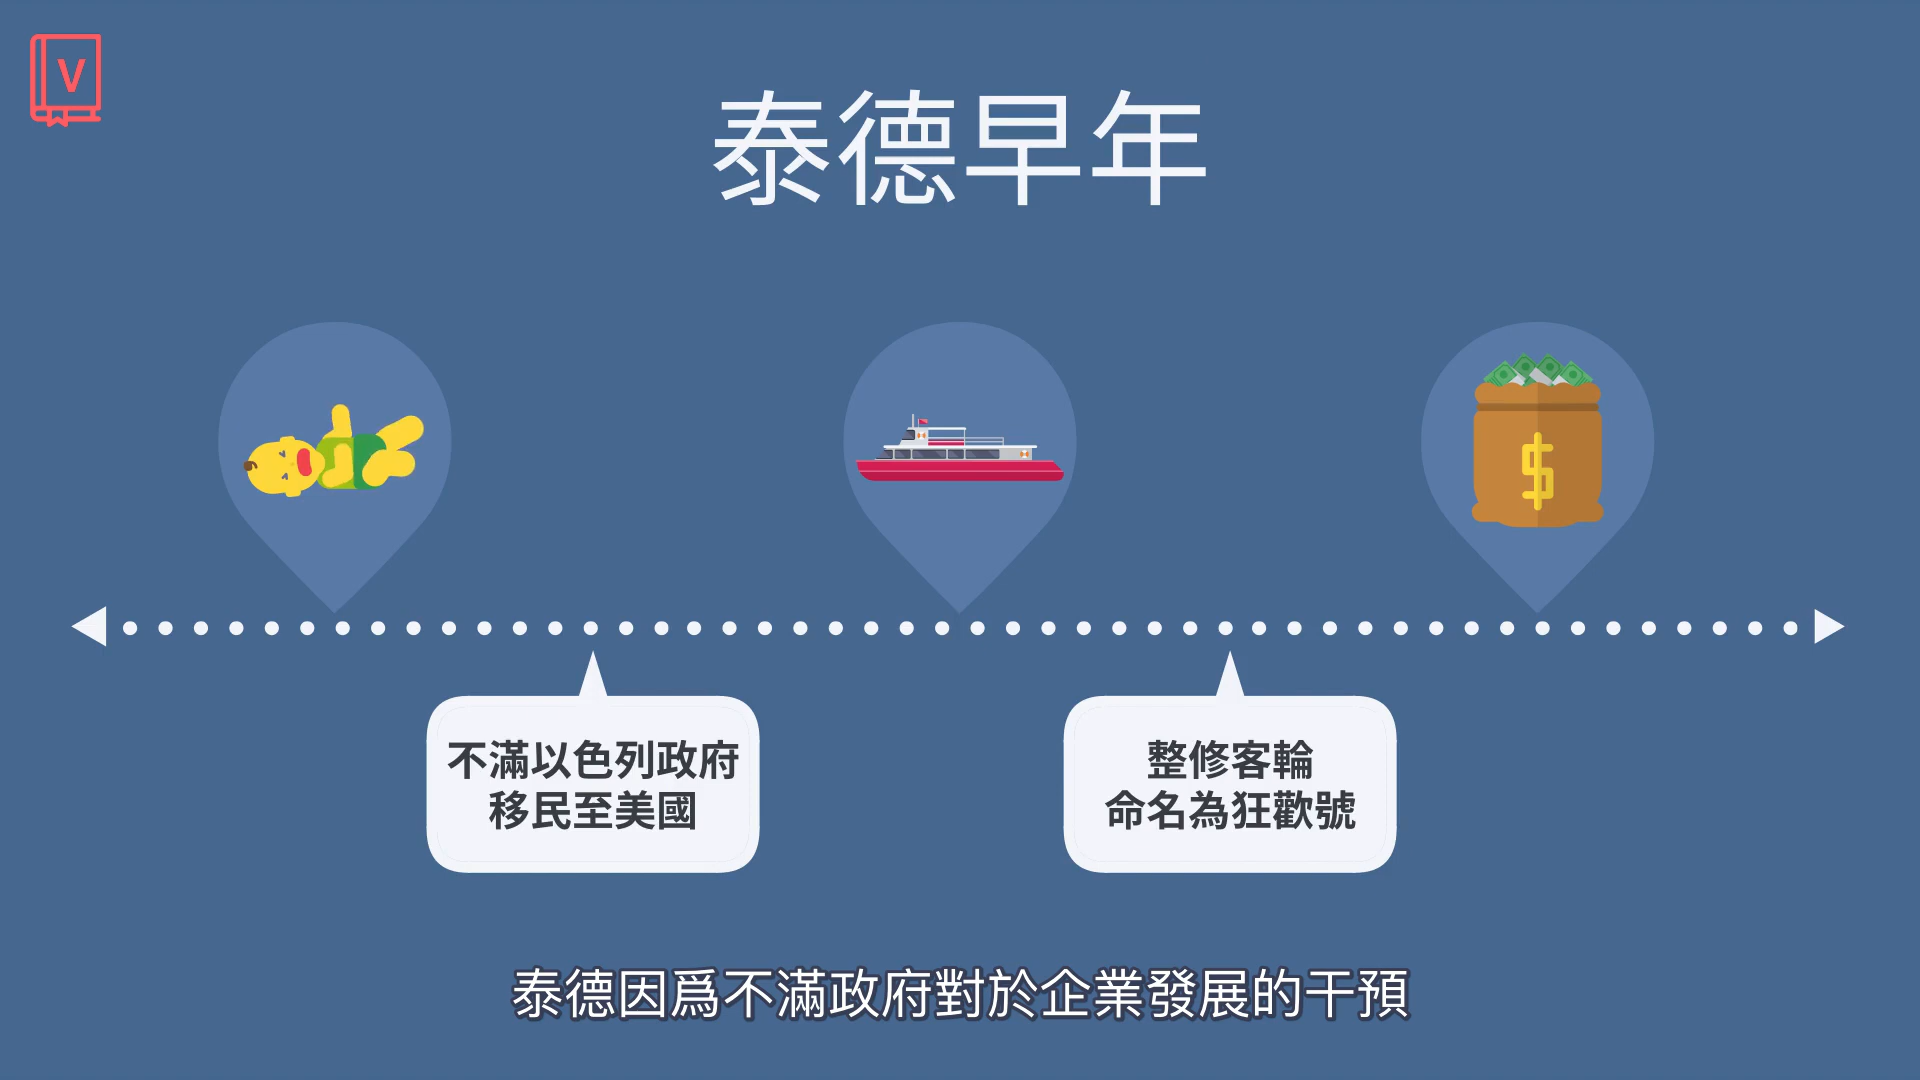 V
泰德早年
不滿以色列政府
移民至美國
整修客輪
命名為狂歡號
泰德因爲不滿政府對於企業發展的干預